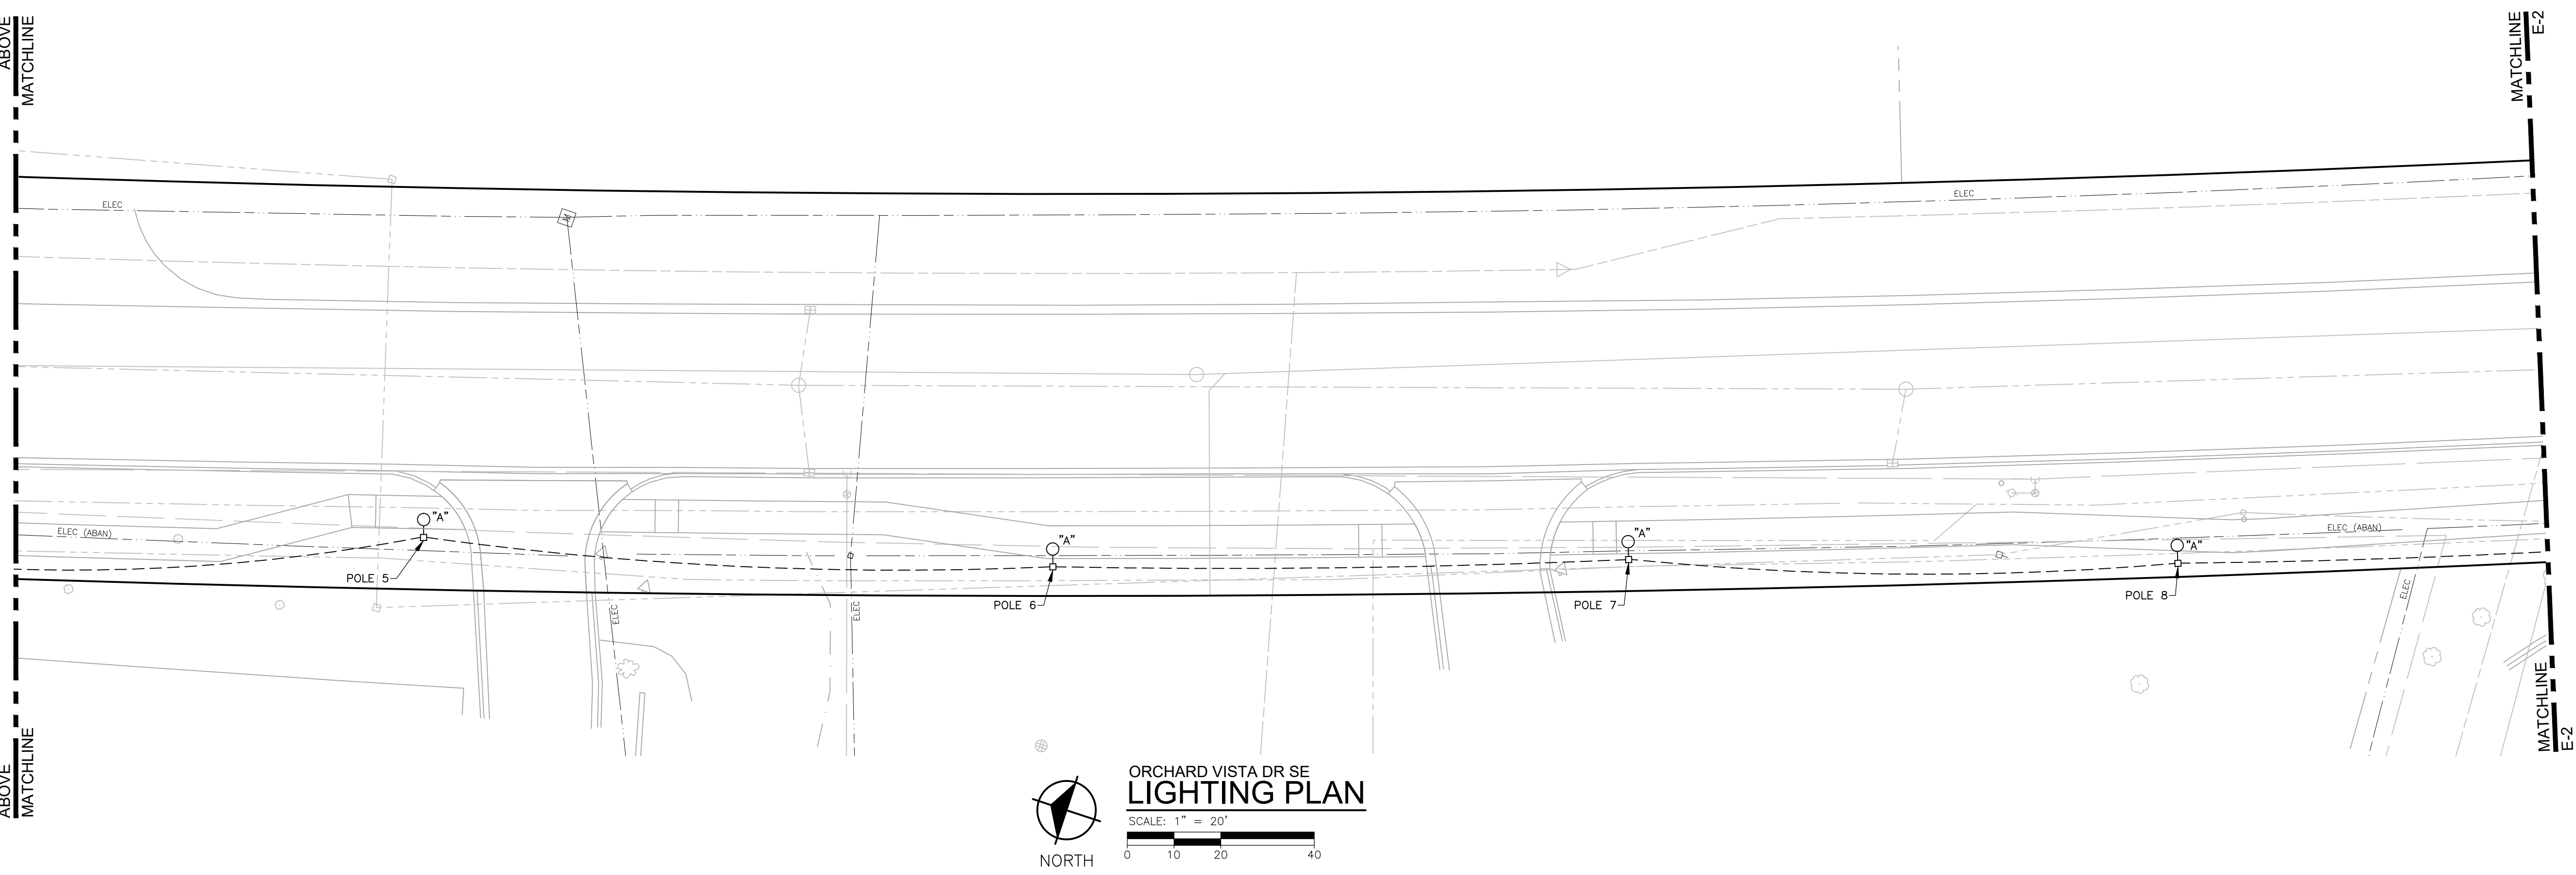 ABOVE
MATCHLINE
MATCHLINE
E-2
ELEC
M
ELEC
"A"
ELEC (ABAN)
POLE 5
ELEC
ELEC
"A"
POLE 6
"A"
POLE 7
"A"
POLE 8
ELEC (ABAN)
ELEC
ABOVE
MATCHLINE
MATCHLINE
E-2
NORTH
ORCHARD VISTA DR SE
LIGHTING PLAN
SCALE: 1" = 20'
0 10 20 40